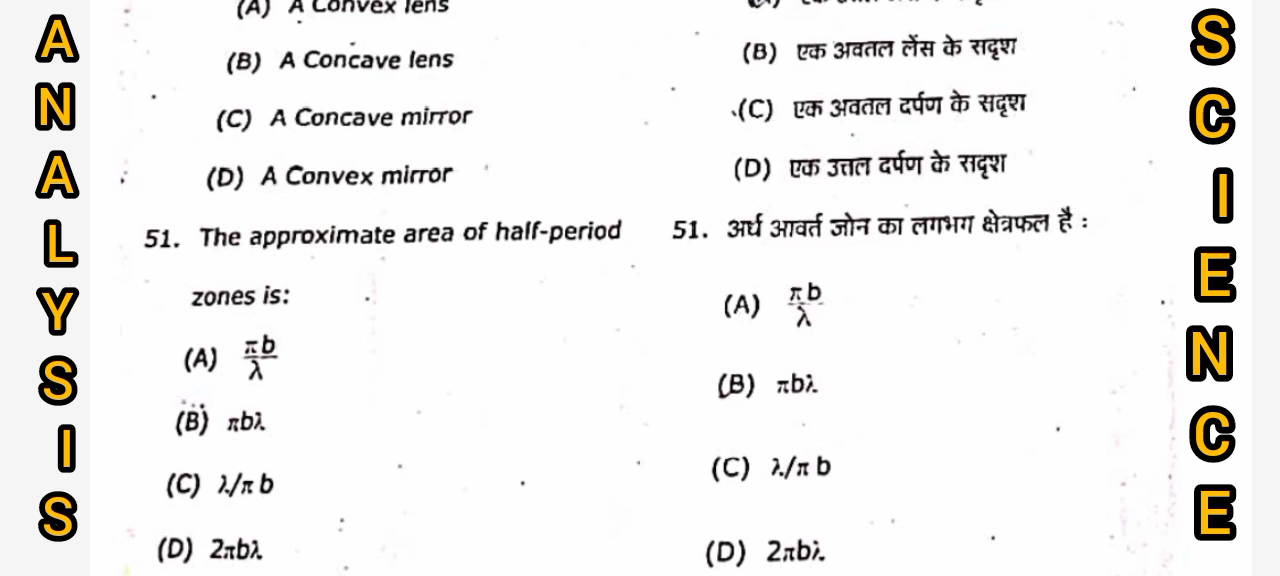 ANALYSIS
(A) A Convex lens
(B) A Concave lens
(C) A Concave mirror
(D) A Convex mirror
51. The approximate area of half-period
zones is:
(A) πb/λ
(B) πbλ
(C) λ/π b
(D) 2πbλ
(B) एक अवतल लेंस के सदृश
(C) एक अवतल दर्पण के सदृश
(D) एक उत्तल दर्पण के सदृश
51. अर्ध आवर्त जोन का लगभग क्षेत्रफल है :
(A) πb/λ
(B) πbλ
(C) λ/π b
(D) 2πbλ
SCIENCE